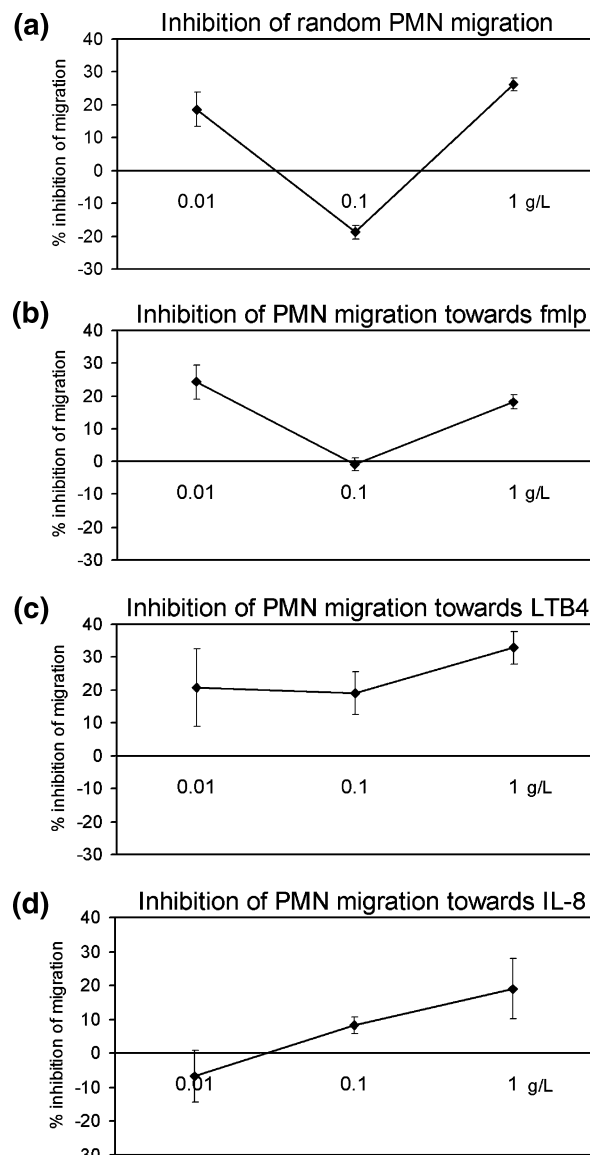 (a) Inhibition of random PMN migration
% inhibition of migration
40
30
20
10
0
-10
-20
-30
0.01 0.1 1 g/L
(b) Inhibition of PMN migration towards fmlp
% inhibition of migration
40
30
20
10
0
-10
-20
-30
0.01 0.1 1 g/L
(c) Inhibition of PMN migration towards LTB4
% inhibition of migration
40
30
20
10
0
-10
-20
-30
0.01 0.1 1 g/L
(d) Inhibition of PMN migration towards IL-8
% inhibition of migration
40
30
20
10
0
-10
-20
-30
0.01 0.1 1 g/L